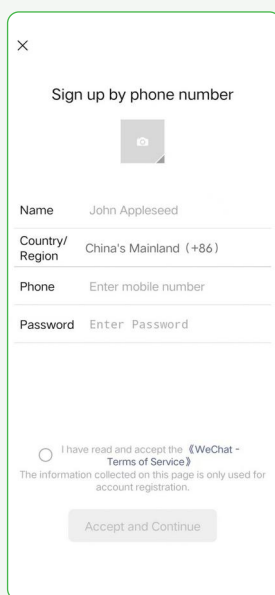 Sign up by phone number
Name John Appleseed
Country/
Region China's Mainland（+86）
Phone Enter mobile number
Password Enter Password
I have read and accept the 《WeChat -
Terms of Service》
The information collected on this page is only used for
account registration.
Accept and Continue